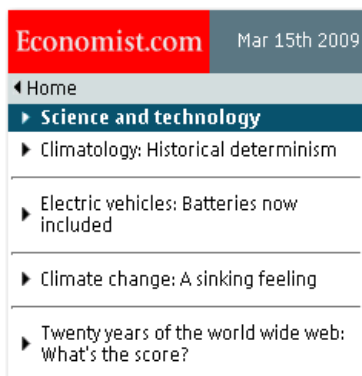 Economist.com Mar 15th 2009
Home
Science and technology
Climatology: Historical determinism
Electric vehicles: Batteries now
included
Climate change: A sinking feeling
Twenty years of the world wide web:
What's the score?